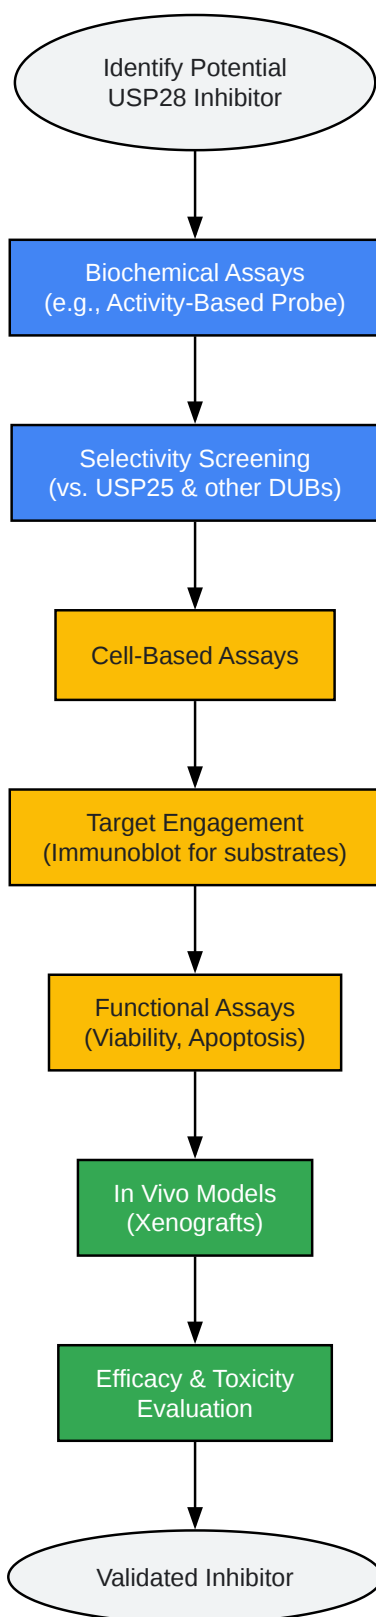 Identify Potential
USP28 Inhibitor
Biochemical Assays
(e.g., Activity-Based Probe)
Selectivity Screening
(vs. USP25 & other DUBs)
Cell-Based Assays
Target Engagement
(Immunoblot for substrates)
Functional Assays
(Viability, Apoptosis)
In Vivo Models
(Xenografts)
Efficacy & Toxicity
Evaluation
Validated Inhibitor